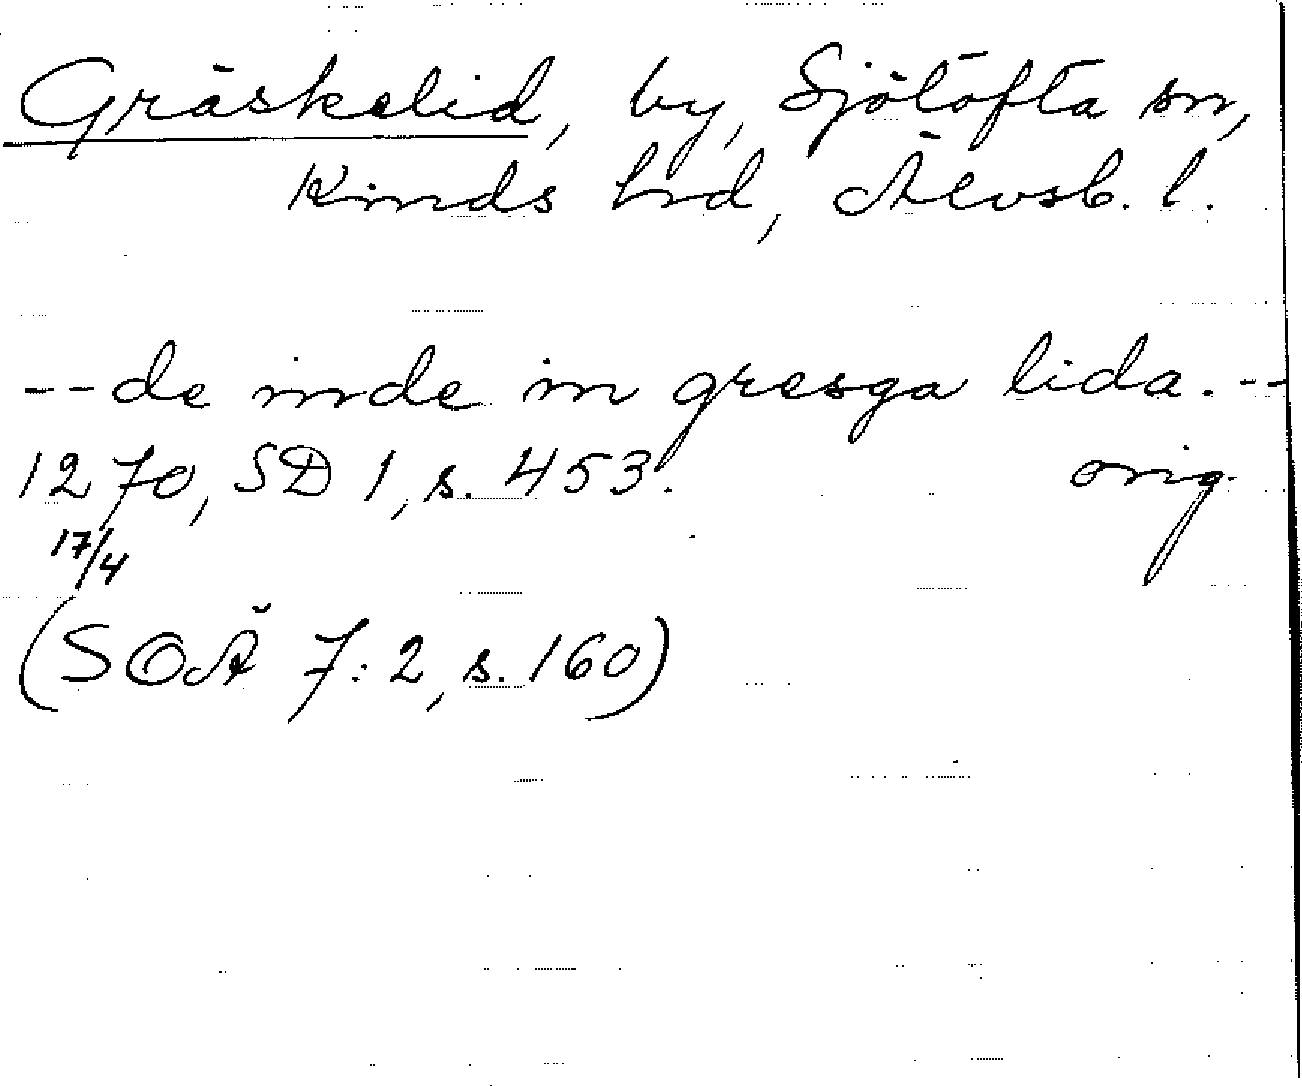 Gräskelid, by, Sjötofta sn,
Kinds hd, Älvsb. l.
-- de inde in gresga lida. --
1270, SD 1, s. 453. orig.
17/4
(SOÄ 7:2, s. 160)